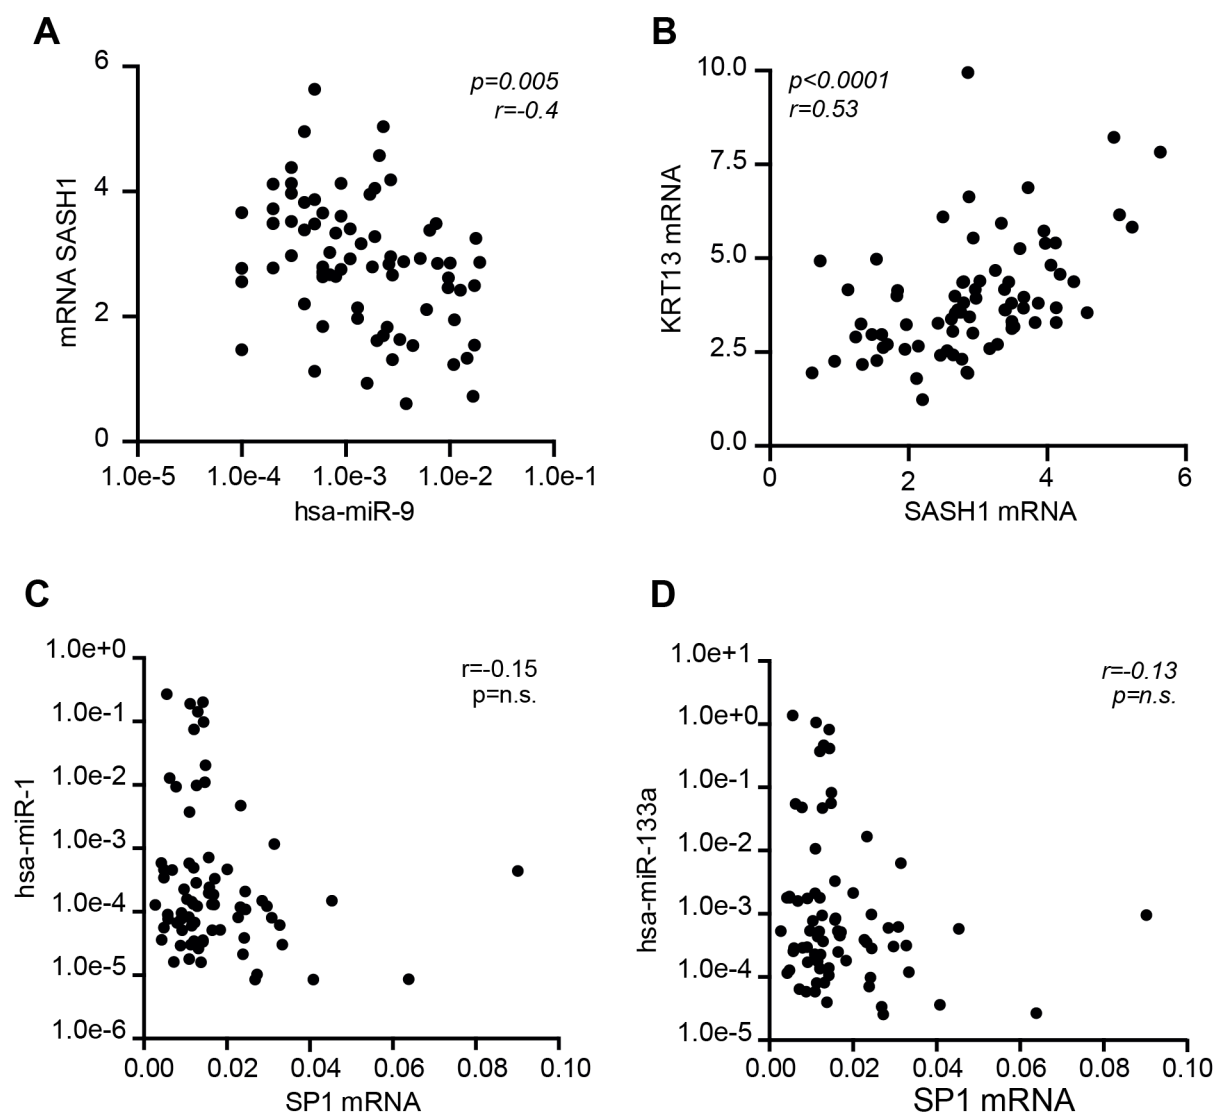 A
6
4
2
0
mRNA SASH1
p=0.005
r=-0.4
1.0e-5 1.0e-4 1.0e-3 1.0e-2 1.0e-1
hsa-miR-9
B
10.0
7.5
5.0
2.5
0.0
KRT13 mRNA
p<0.0001
r=0.53
0 2 4 6
SASH1 mRNA
C
1.0e+0
1.0e-1
1.0e-2
1.0e-3
1.0e-4
1.0e-5
1.0e-6
hsa-miR-1
r=-0.15
p=n.s.
0.00 0.02 0.04 0.06 0.08 0.10
SP1 mRNA
D
1.0e+1
1.0e+0
1.0e-1
1.0e-2
1.0e-3
1.0e-4
1.0e-5
hsa-miR-133a
r=-0.13
p=n.s.
0.00 0.02 0.04 0.06 0.08 0.10
SP1 mRNA